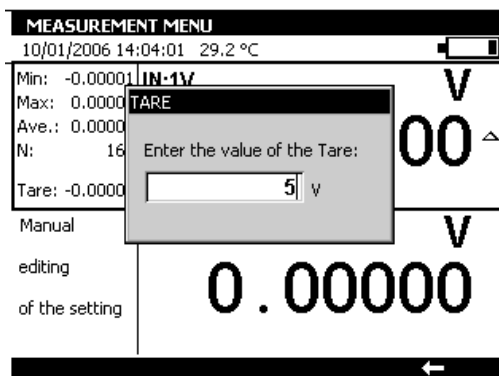 MEASUREMENT MENU
10/01/2006 14:04:01 29.2 °C
Min: -0.00001 IN:1V V
Max: 0.0000
Ave.: 0.0000 00
N: 16
Tare: -0.0000
TARE
Enter the value of the Tare:
5 V
Manual V
editing 0.00000
of the setting